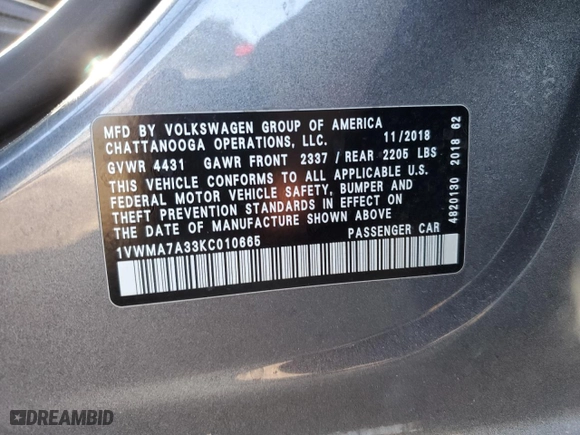 MFD BY VOLKSWAGEN GROUP OF AMERICA
CHATTANOOGA OPERATIONS, LLC. 11/2018
GVWR 4431 GAWR FRONT 2337 / REAR 2205 LBS
THIS VEHICLE CONFORMS TO ALL APPLICABLE U.S.
FEDERAL MOTOR VEHICLE SAFETY, BUMPER AND
THEFT PREVENTION STANDARDS IN EFFECT ON
THE DATE OF MANUFACTURE SHOWN ABOVE
1VWMA7A33KC010665 PASSENGER CAR
4820130 2018 62
DREAMBID